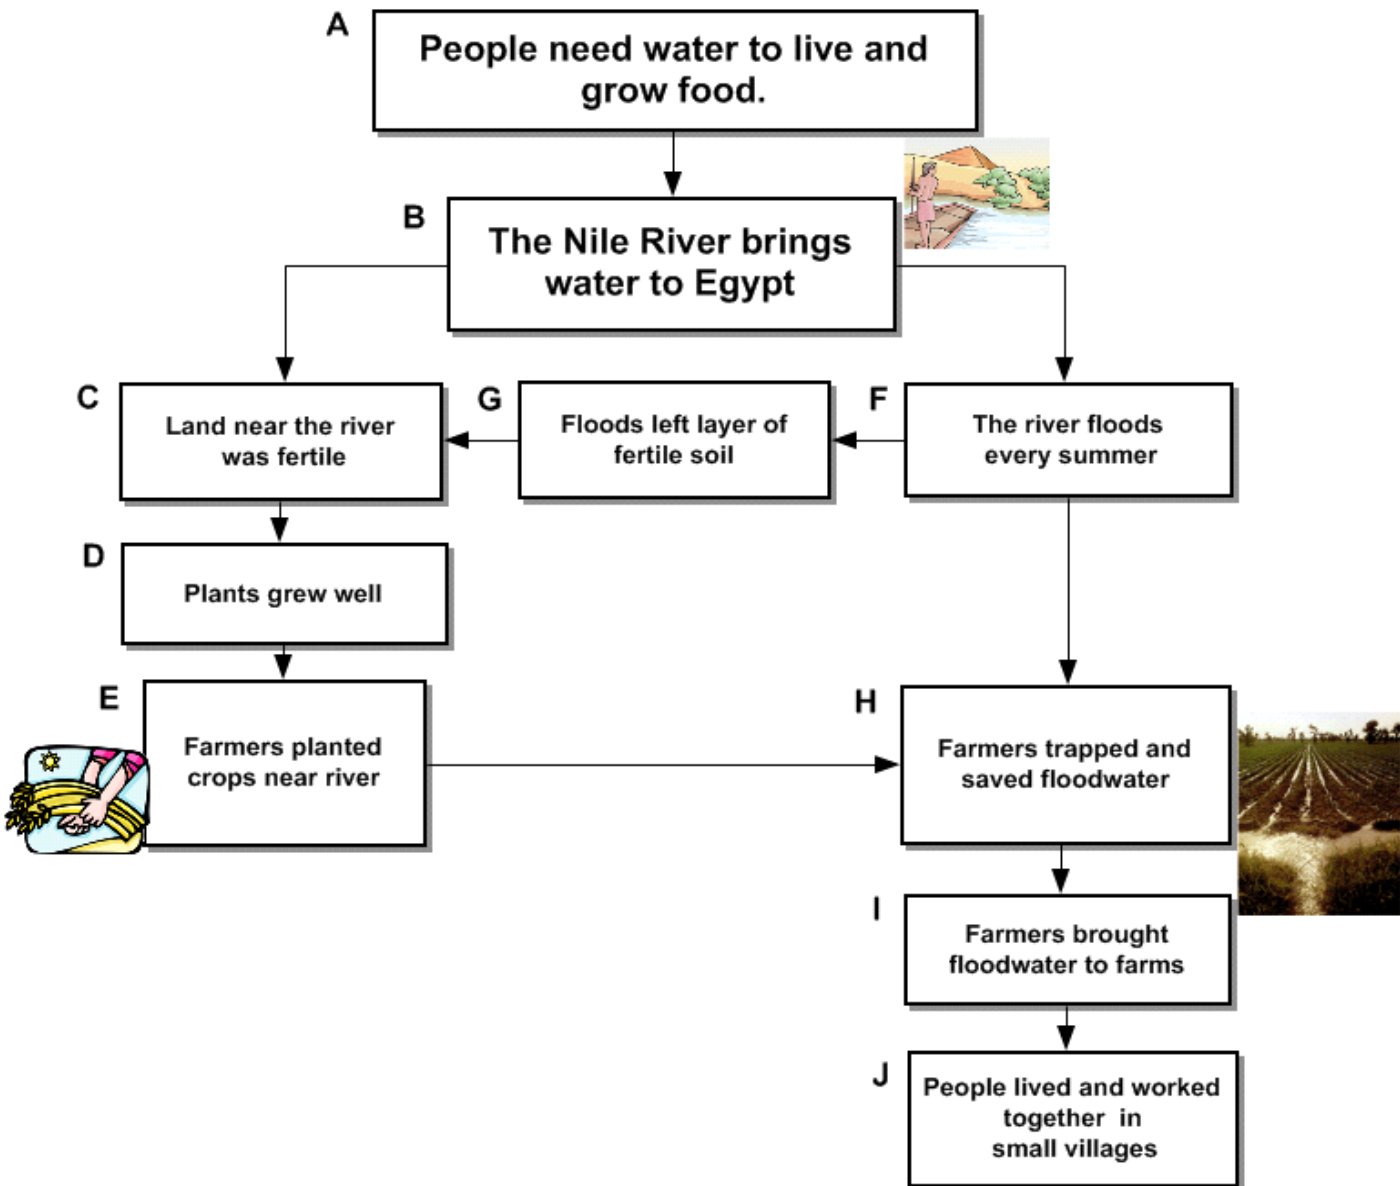 A
People need water to live and
grow food.
B
The Nile River brings
water to Egypt
C
Land near the river
was fertile
G
Floods left layer of
fertile soil
F
The river floods
every summer
D
Plants grew well
E
Farmers planted
crops near river
H
Farmers trapped and
saved floodwater
I
Farmers brought
floodwater to farms
J
People lived and worked
together in
small villages